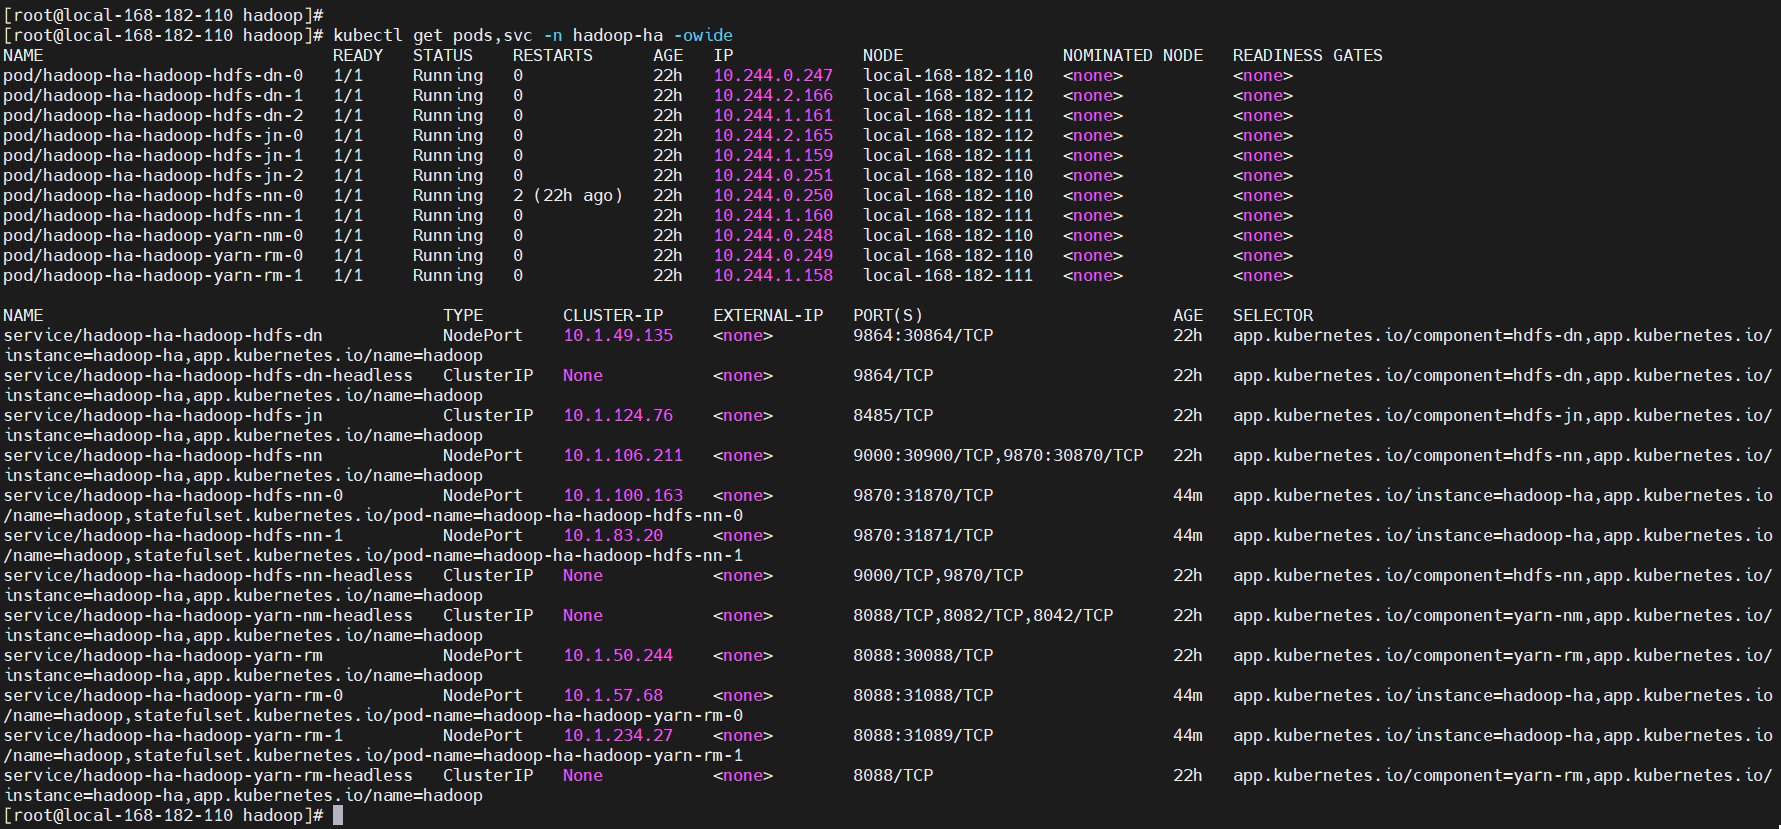 [root@local-168-182-110 hadoop]#
[root@local-168-182-110 hadoop]# kubectl get pods,svc -n hadoop-ha -owide
NAME                             READY   STATUS    RESTARTS      AGE   IP             NODE                NOMINATED NODE   READINESS GATES
pod/hadoop-ha-hadoop-hdfs-dn-0   1/1     Running   0             22h   10.244.0.247   local-168-182-110   <none>           <none>
pod/hadoop-ha-hadoop-hdfs-dn-1   1/1     Running   0             22h   10.244.2.166   local-168-182-112   <none>           <none>
pod/hadoop-ha-hadoop-hdfs-dn-2   1/1     Running   0             22h   10.244.1.161   local-168-182-111   <none>           <none>
pod/hadoop-ha-hadoop-hdfs-jn-0   1/1     Running   0             22h   10.244.2.165   local-168-182-112   <none>           <none>
pod/hadoop-ha-hadoop-hdfs-jn-1   1/1     Running   0             22h   10.244.1.159   local-168-182-111   <none>           <none>
pod/hadoop-ha-hadoop-hdfs-jn-2   1/1     Running   0             22h   10.244.0.251   local-168-182-110   <none>           <none>
pod/hadoop-ha-hadoop-hdfs-nn-0   1/1     Running   2 (22h ago)   22h   10.244.0.250   local-168-182-110   <none>           <none>
pod/hadoop-ha-hadoop-hdfs-nn-1   1/1     Running   0             22h   10.244.1.160   local-168-182-111   <none>           <none>
pod/hadoop-ha-hadoop-yarn-nm-0   1/1     Running   0             22h   10.244.0.248   local-168-182-110   <none>           <none>
pod/hadoop-ha-hadoop-yarn-rm-0   1/1     Running   0             22h   10.244.0.249   local-168-182-110   <none>           <none>
pod/hadoop-ha-hadoop-yarn-rm-1   1/1     Running   0             22h   10.244.1.158   local-168-182-111   <none>           <none>

NAME                                        TYPE        CLUSTER-IP     EXTERNAL-IP   PORT(S)                         AGE   SELECTOR
service/hadoop-ha-hadoop-hdfs-dn            NodePort    10.1.49.135    <none>        9864:30864/TCP                  22h   app.kubernetes.io/component=hdfs-dn,app.kubernetes.io/
instance=hadoop-ha,app.kubernetes.io/name=hadoop
service/hadoop-ha-hadoop-hdfs-dn-headless   ClusterIP   None           <none>        9864/TCP                        22h   app.kubernetes.io/component=hdfs-dn,app.kubernetes.io/
instance=hadoop-ha,app.kubernetes.io/name=hadoop
service/hadoop-ha-hadoop-hdfs-jn            ClusterIP   10.1.124.76    <none>        8485/TCP                        22h   app.kubernetes.io/component=hdfs-jn,app.kubernetes.io/
instance=hadoop-ha,app.kubernetes.io/name=hadoop
service/hadoop-ha-hadoop-hdfs-nn            NodePort    10.1.106.211   <none>        9000:30900/TCP,9870:30870/TCP   22h   app.kubernetes.io/component=hdfs-nn,app.kubernetes.io/
instance=hadoop-ha,app.kubernetes.io/name=hadoop
service/hadoop-ha-hadoop-hdfs-nn-0          NodePort    10.1.100.163   <none>        9870:31870/TCP                  44m   app.kubernetes.io/instance=hadoop-ha,app.kubernetes.io
/name=hadoop,statefulset.kubernetes.io/pod-name=hadoop-ha-hadoop-hdfs-nn-0
service/hadoop-ha-hadoop-hdfs-nn-1          NodePort    10.1.83.20     <none>        9870:31871/TCP                  44m   app.kubernetes.io/instance=hadoop-ha,app.kubernetes.io
/name=hadoop,statefulset.kubernetes.io/pod-name=hadoop-ha-hadoop-hdfs-nn-1
service/hadoop-ha-hadoop-hdfs-nn-headless   ClusterIP   None           <none>        9000/TCP,9870/TCP               22h   app.kubernetes.io/component=hdfs-nn,app.kubernetes.io/
instance=hadoop-ha,app.kubernetes.io/name=hadoop
service/hadoop-ha-hadoop-yarn-nm-headless   ClusterIP   None           <none>        8088/TCP,8082/TCP,8042/TCP      22h   app.kubernetes.io/component=yarn-nm,app.kubernetes.io/
instance=hadoop-ha,app.kubernetes.io/name=hadoop
service/hadoop-ha-hadoop-yarn-rm            NodePort    10.1.50.244    <none>        8088:30088/TCP                  22h   app.kubernetes.io/component=yarn-rm,app.kubernetes.io/
instance=hadoop-ha,app.kubernetes.io/name=hadoop
service/hadoop-ha-hadoop-yarn-rm-0          NodePort    10.1.57.68     <none>        8088:31088/TCP                  44m   app.kubernetes.io/instance=hadoop-ha,app.kubernetes.io
/name=hadoop,statefulset.kubernetes.io/pod-name=hadoop-ha-hadoop-yarn-rm-0
service/hadoop-ha-hadoop-yarn-rm-1          NodePort    10.1.234.27    <none>        8088:31089/TCP                  44m   app.kubernetes.io/instance=hadoop-ha,app.kubernetes.io
/name=hadoop,statefulset.kubernetes.io/pod-name=hadoop-ha-hadoop-yarn-rm-1
service/hadoop-ha-hadoop-yarn-rm-headless   ClusterIP   None           <none>        8088/TCP                        22h   app.kubernetes.io/component=yarn-rm,app.kubernetes.io/
instance=hadoop-ha,app.kubernetes.io/name=hadoop
[root@local-168-182-110 hadoop]#